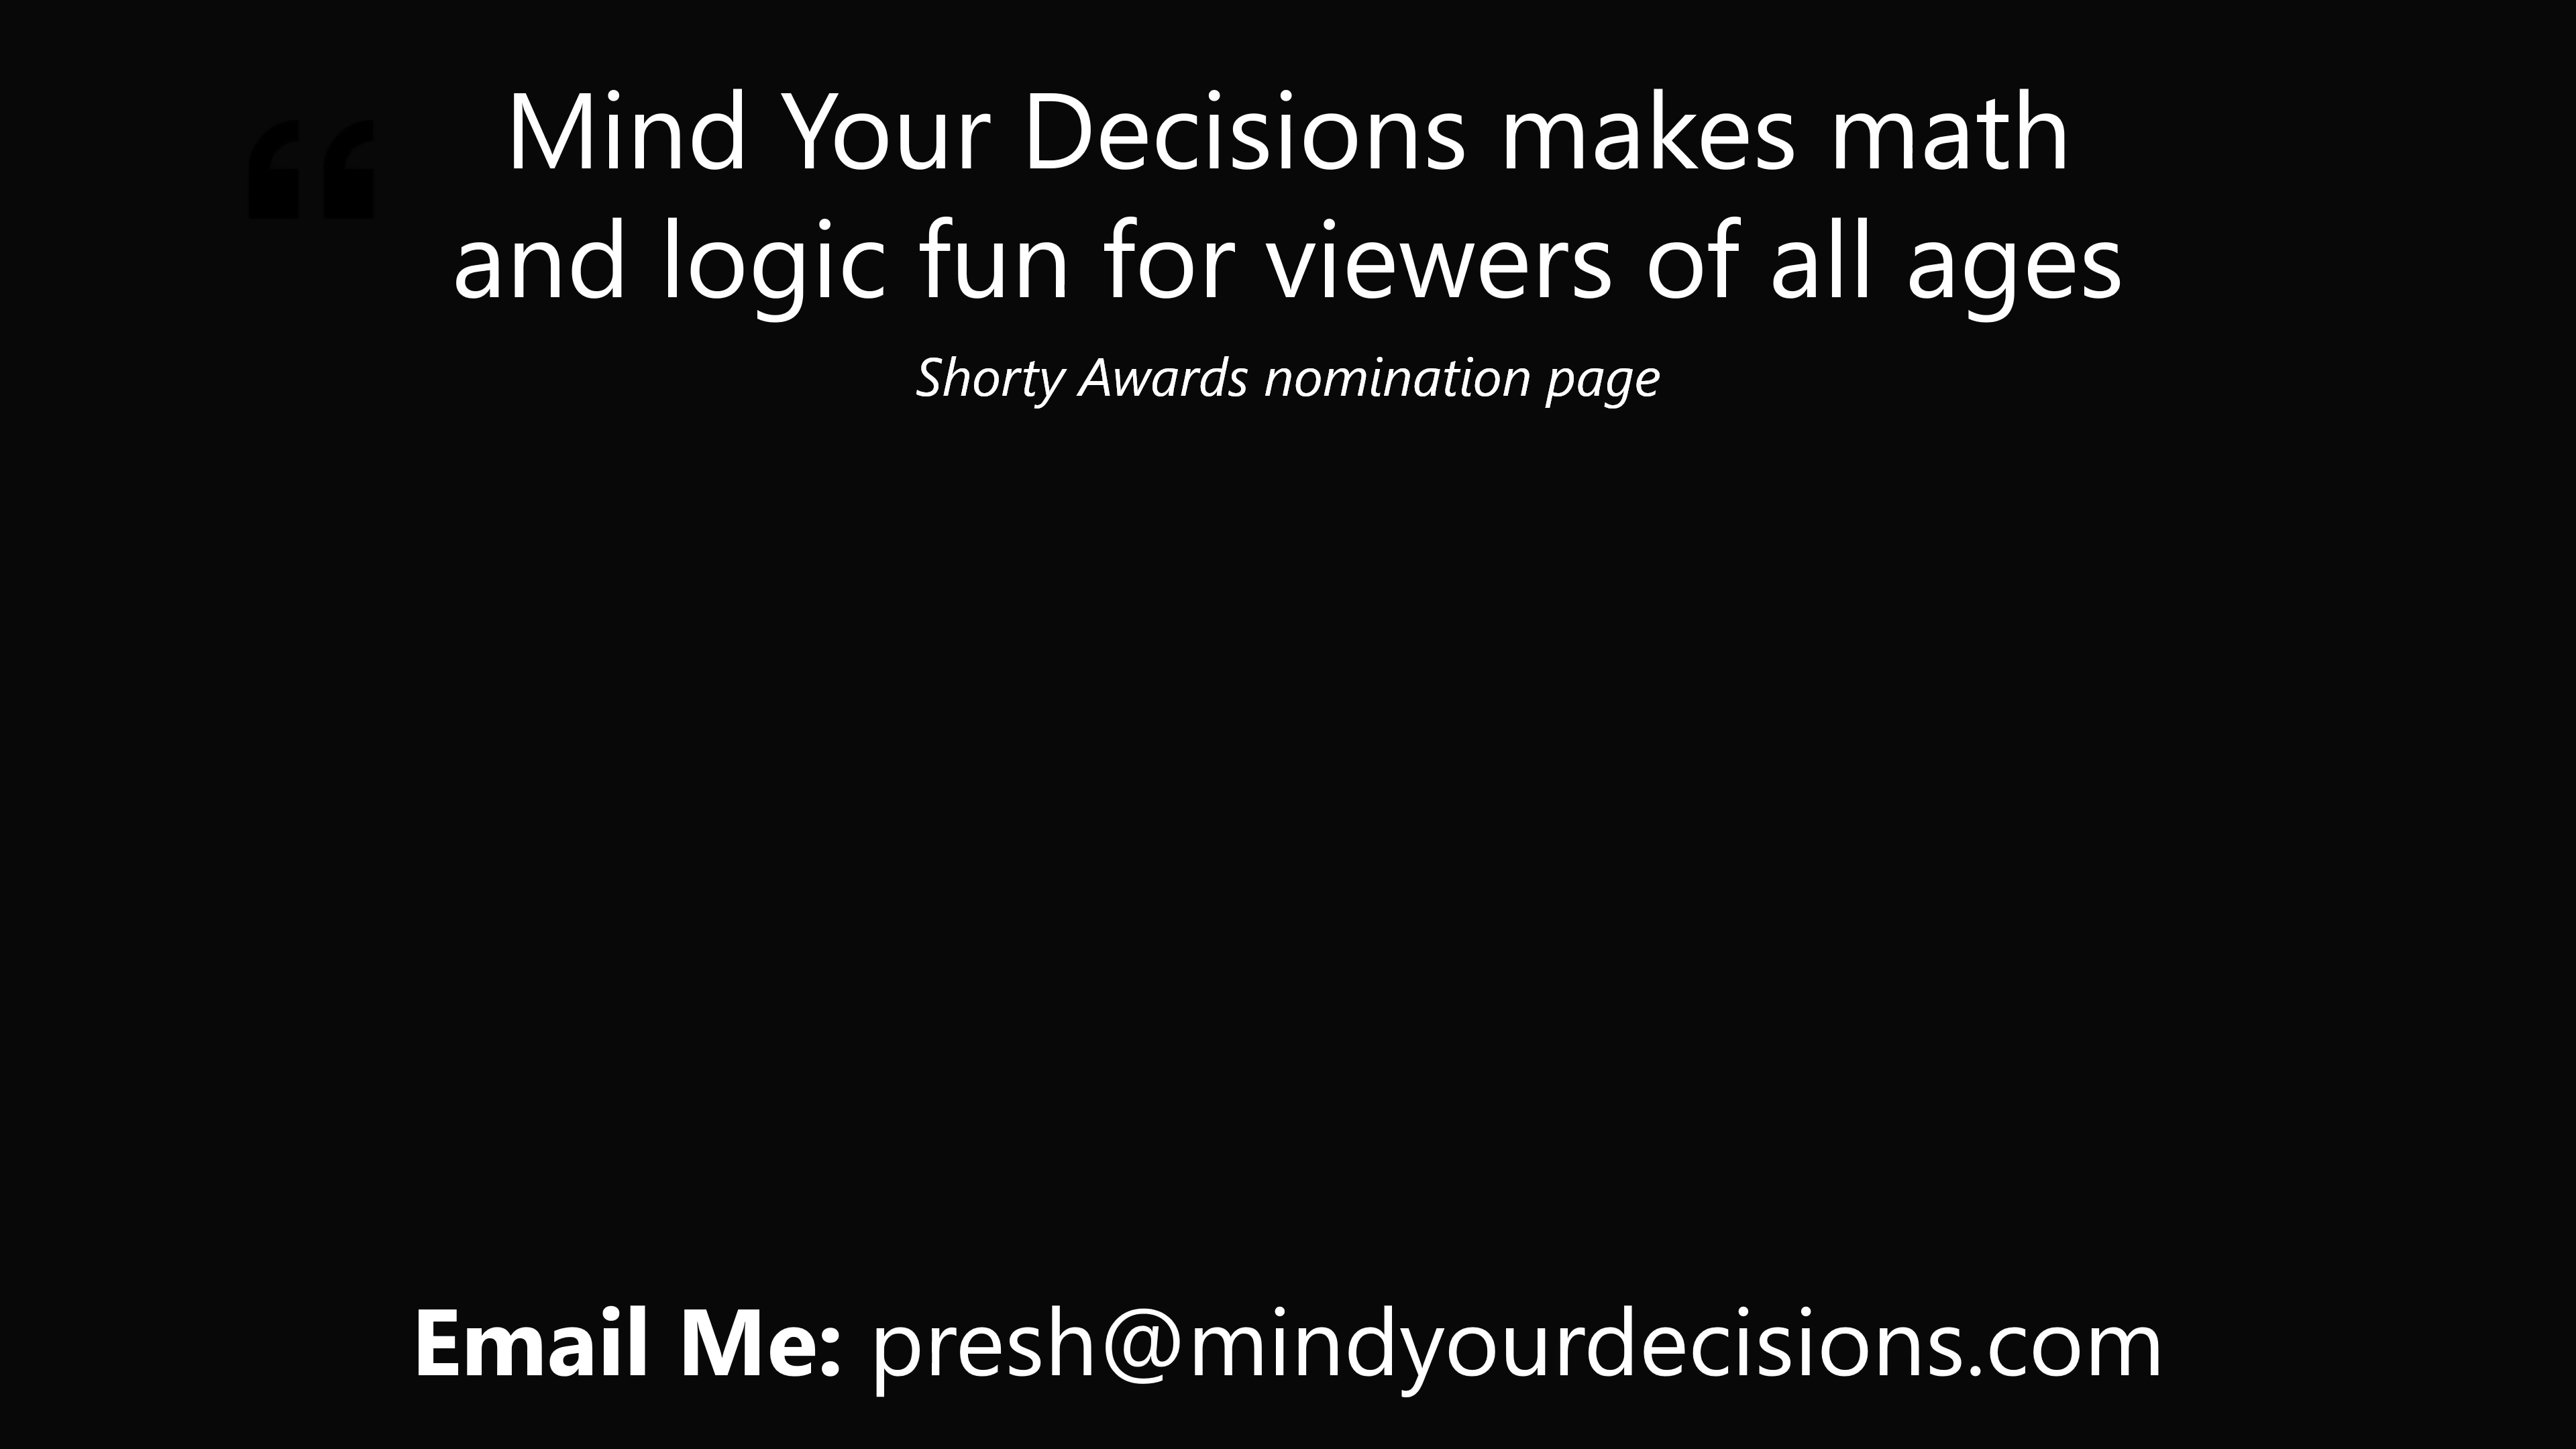 “
Mind Your Decisions makes math
and logic fun for viewers of all ages
Shorty Awards nomination page
Email Me: presh@mindyourdecisions.com